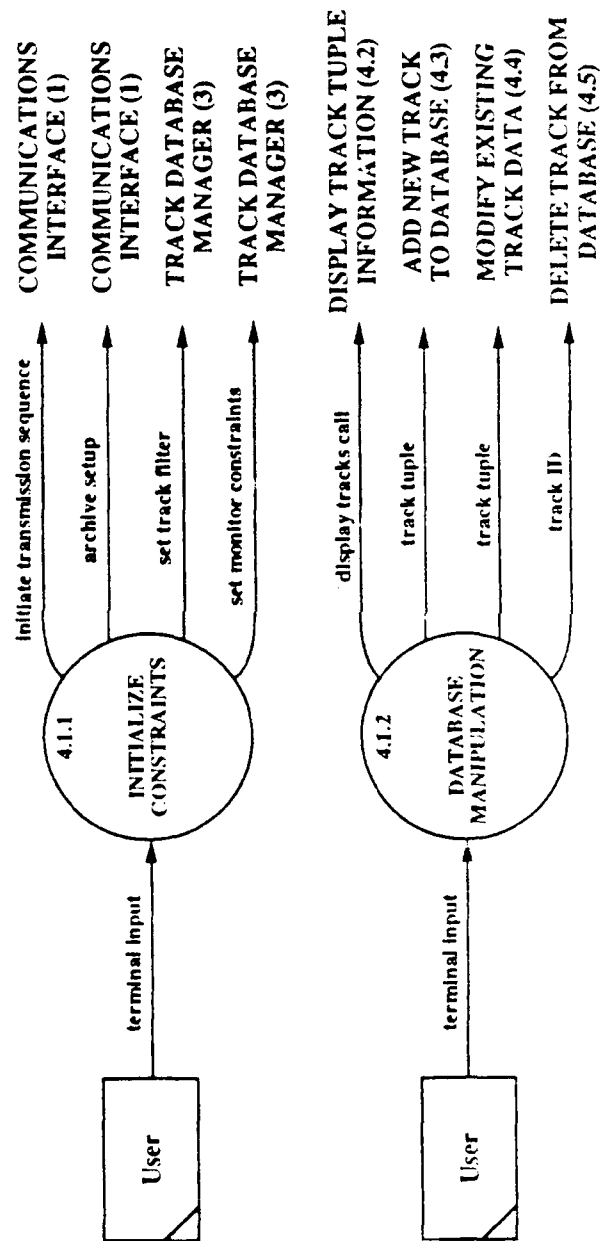 User
terminal input
4.1.1
INITIALIZE
CONSTRAINTS
initiate transmission sequence
COMMUNICATIONS
INTERFACE (1)
archive setup
COMMUNICATIONS
INTERFACE (1)
set track filter
TRACK DATABASE
MANAGER (3)
set monitor constraints
TRACK DATABASE
MANAGER (3)
User
terminal input
4.1.2
DATABASE
MANIPULATION
display tracks call
DISPLAY TRACK TUPLE
INFORMATION (4.2)
track tuple
ADD NEW TRACK
TO DATABASE (4.3)
track tuple
MODIFY EXISTING
TRACK DATA (4.4)
track ID
DELETE TRACK FROM
DATABASE (4.5)